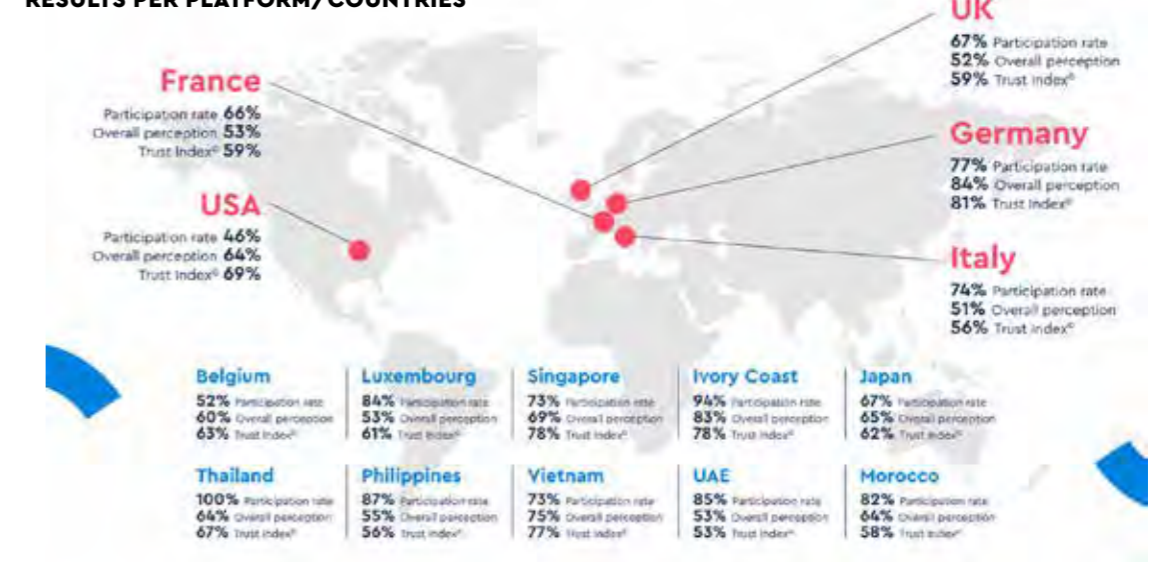 RESULTS PER PLATFORM/COUNTRIES
France
Participation rate 66%
Overall perception 53%
Trust Index© 59%
USA
Participation rate 46%
Overall perception 64%
Trust Index© 69%
UK
67% Participation rate
52% Overall perception
59% Trust Index©
Germany
77% Participation rate
84% Overall perception
81% Trust Index©
Italy
74% Participation rate
51% Overall perception
56% Trust Index©
Belgium
52% Participation rate
60% Overall perception
63% Trust Index©
Luxembourg
84% Participation rate
53% Overall perception
61% Trust Index©
Singapore
73% Participation rate
69% Overall perception
78% Trust Index©
Ivory Coast
94% Participation rate
83% Overall perception
78% Trust Index©
Japan
67% Participation rate
65% Overall perception
62% Trust Index©
Thailand
100% Participation rate
64% Overall perception
67% Trust Index©
Philippines
87% Participation rate
55% Overall perception
56% Trust Index©
Vietnam
73% Participation rate
75% Overall perception
77% Trust Index©
UAE
85% Participation rate
53% Overall perception
53% Trust Index©
Morocco
82% Participation rate
64% Overall perception
58% Trust Index©